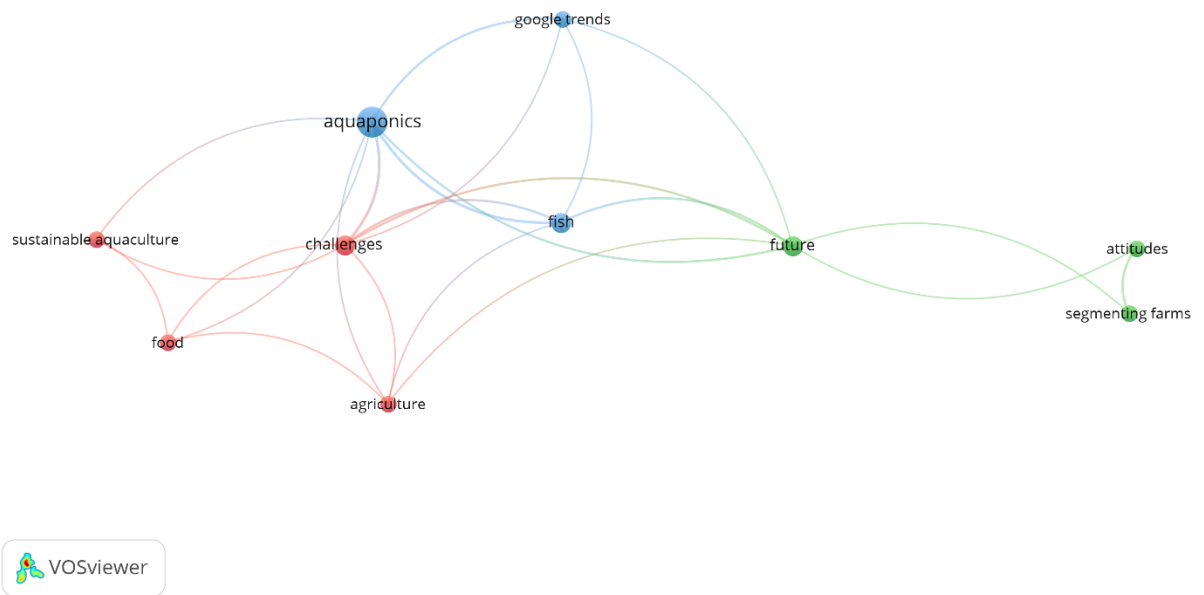 google trends
aquaponics
fish
sustainable aquaculture
challenges
future
attitudes
segmenting farms
food
agriculture
VOSviewer